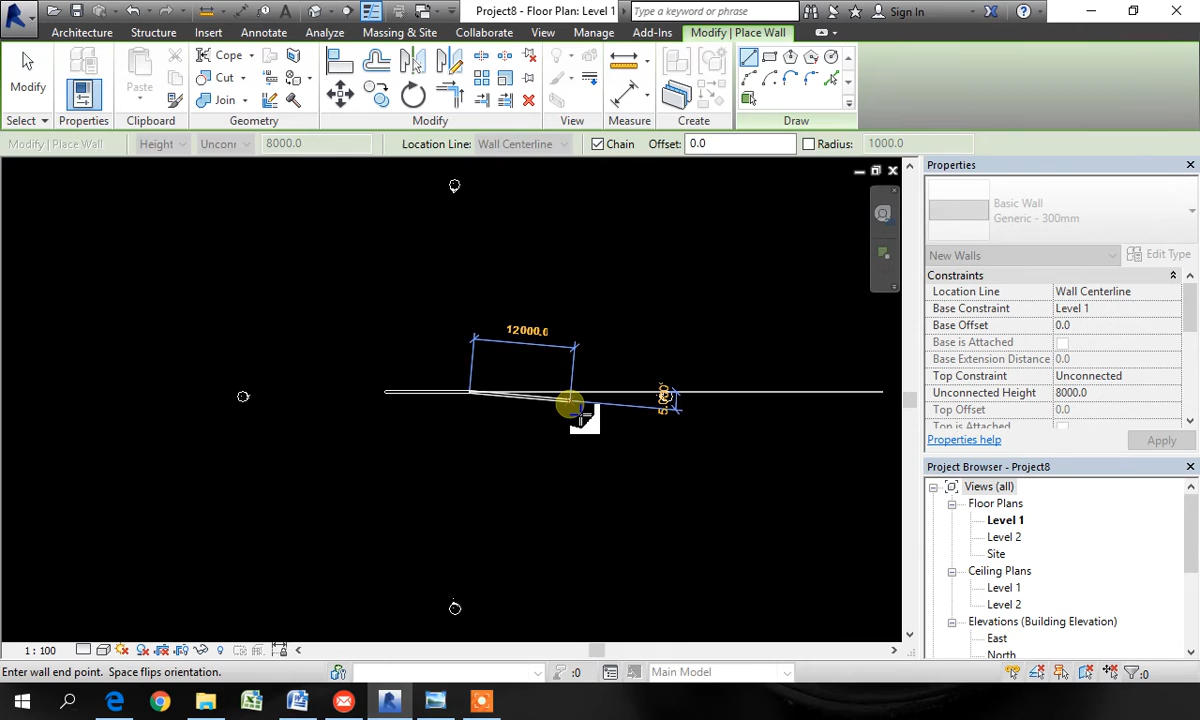 Project8 - Floor Plan: Level 1
Type a keyword or phrase
Sign In
Architecture
Structure
Insert
Annotate
Analyze
Massing & Site
Collaborate
View
Manage
Add-Ins
Modify | Place Wall
Modify
Paste
Cope
Cut
Join
Select
Properties
Clipboard
Geometry
Modify
View
Measure
Create
Draw
Modify | Place Wall
Height
Unconr
8000.0
Location Line: Wall Centerline
Chain
Offset: 0.0
Radius: 1000.0
12000.0
Properties
Basic Wall
Generic - 300mm
New Walls
Edit Type
Constraints
Location Line Wall Centerline
Base Constraint Level 1
Base Offset 0.0
Base is Attached
Base Extension Distance 0.0
Top Constraint Unconnected
Unconnected Height 8000.0
Top Offset 0.0
Top is Attached
Properties help
Apply
Project Browser - Project8
Views (all)
Floor Plans
Level 1
Level 2
Site
Ceiling Plans
Level 1
Level 2
Elevations (Building Elevation)
East
North
1 : 100
Enter wall end point. Space flips orientation.
:0
Main Model
:0